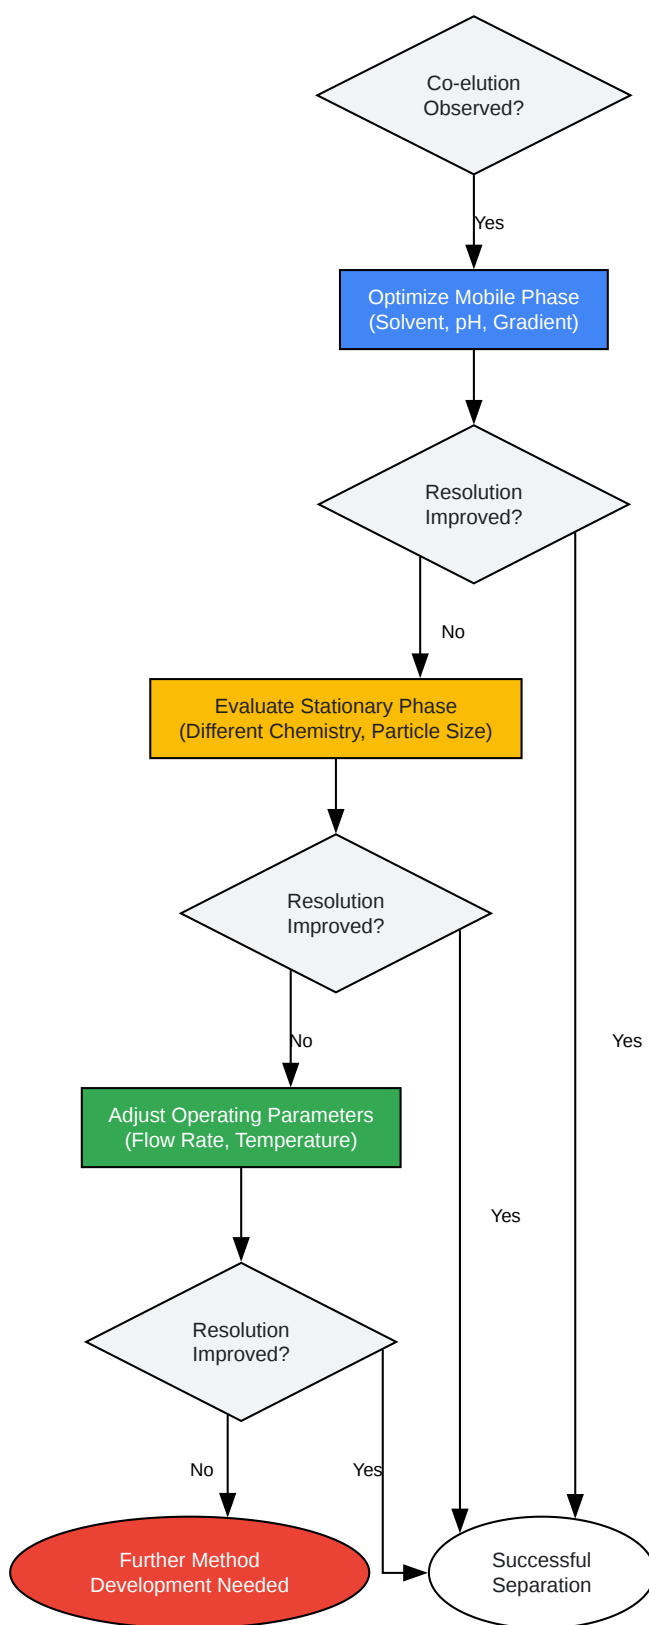 Co-elution
Observed?
Yes
Optimize Mobile Phase
(Solvent, pH, Gradient)
Resolution
Improved?
No
Evaluate Stationary Phase
(Different Chemistry, Particle Size)
Resolution
Improved?
No
Yes
Adjust Operating Parameters
(Flow Rate, Temperature)
Yes
Resolution
Improved?
No
Yes
Further Method
Development Needed
Successful
Separation